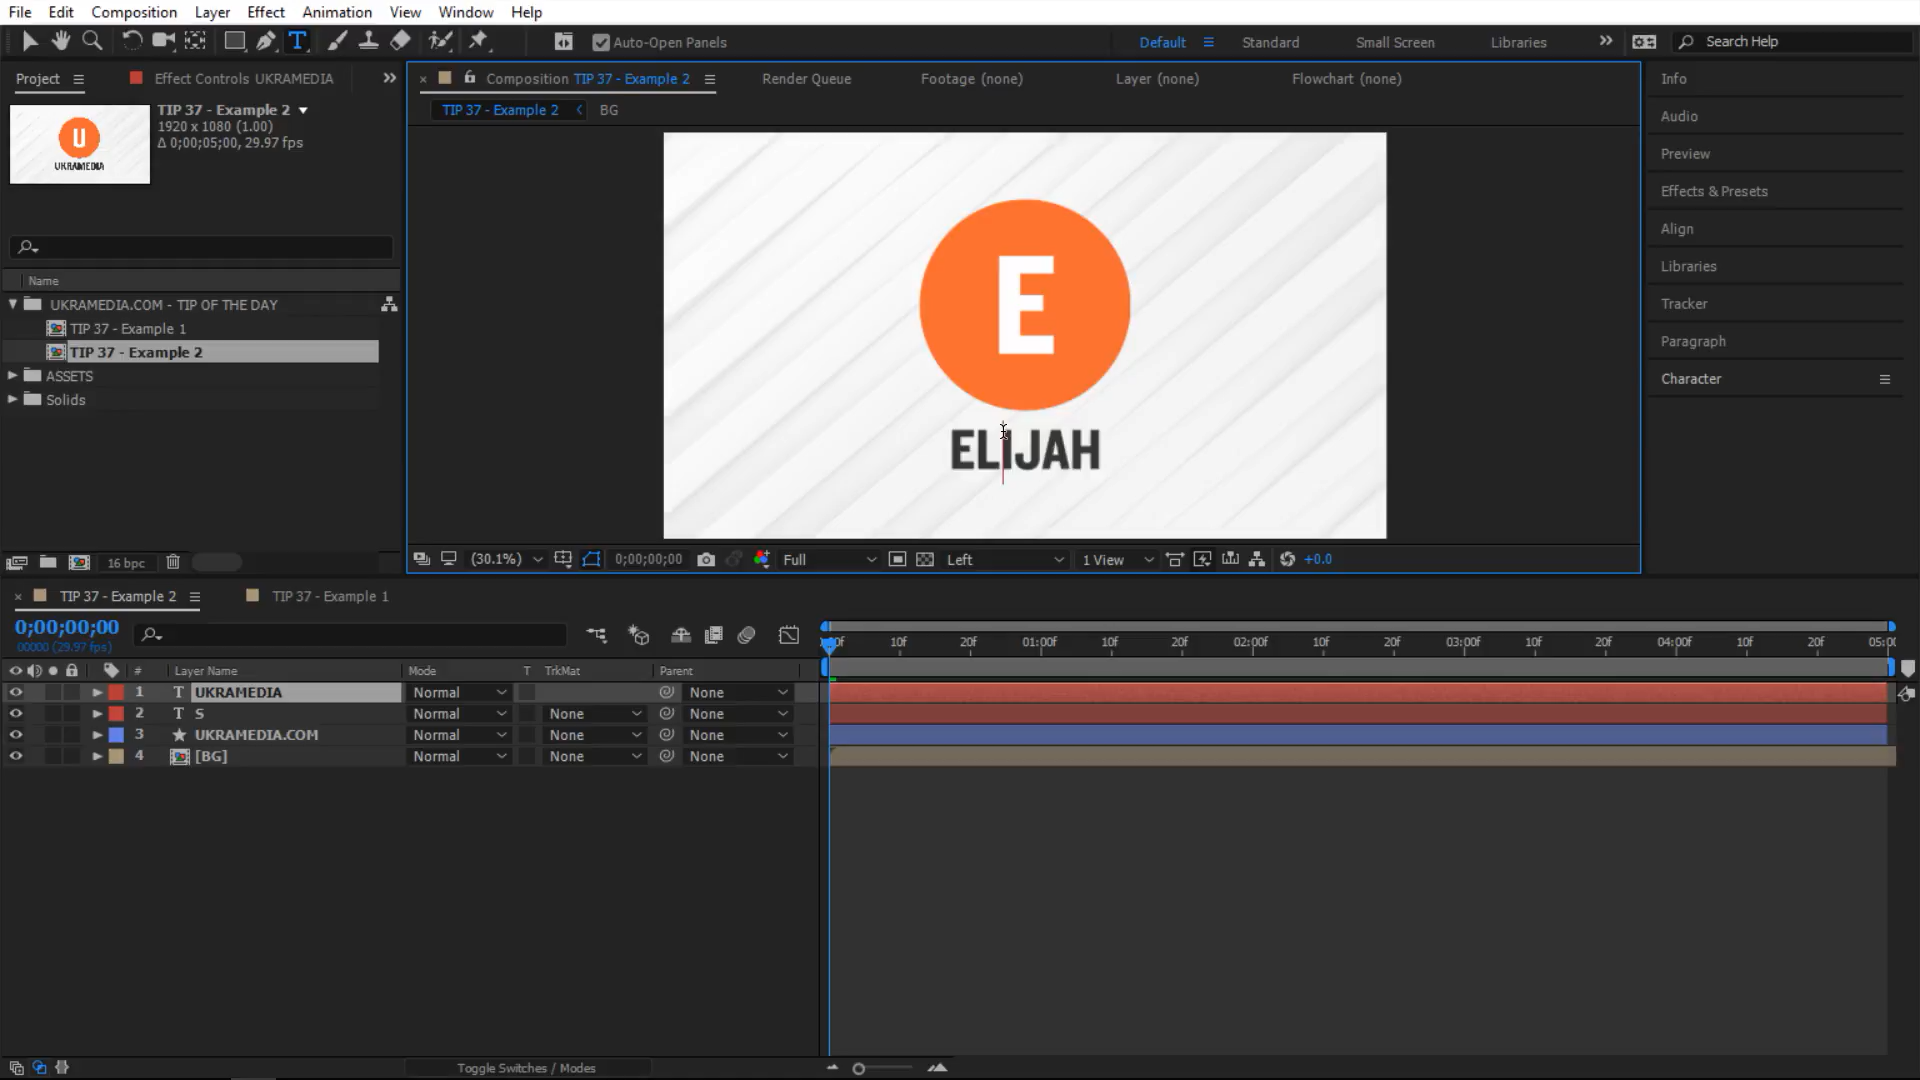 File Edit Composition Layer Effect Animation View Window Help
T Auto-Open Panels Default Standard Small Screen Libraries Search Help
Project Effect Controls UKRAMEDIA Composition TIP 37 - Example 2 Render Queue Footage (none) Layer (none) Flowchart (none) Info
TIP 37 - Example 2
1920 x 1080 (1.00)
Δ 0;00;05;00, 29.97 fps
U
UKRAMEDIA
TIP 37 - Example 2 BG
Audio
Preview
Effects & Presets
Align
Libraries
Tracker
Paragraph
Character
Name
UKRAMEDIA.COM - TIP OF THE DAY
TIP 37 - Example 1
TIP 37 - Example 2
ASSETS
Solids
E
ELIJAH
16 bpc
(30.1%) 0;00;00;00 Full Left 1 View +0.0
TIP 37 - Example 2 TIP 37 - Example 1
0;00;00;00
00000 (29.97 fps)
10f 20f 01:00f 10f 20f 02:00f 10f 20f 03:00f 10f 20f 04:00f 10f 20f
# Layer Name Mode T TrkMat Parent
1 T UKRAMEDIA Normal None
2 T S Normal None None
3 UKRAMEDIA.COM Normal None None
4 [BG] Normal None None
Toggle Switches / Modes